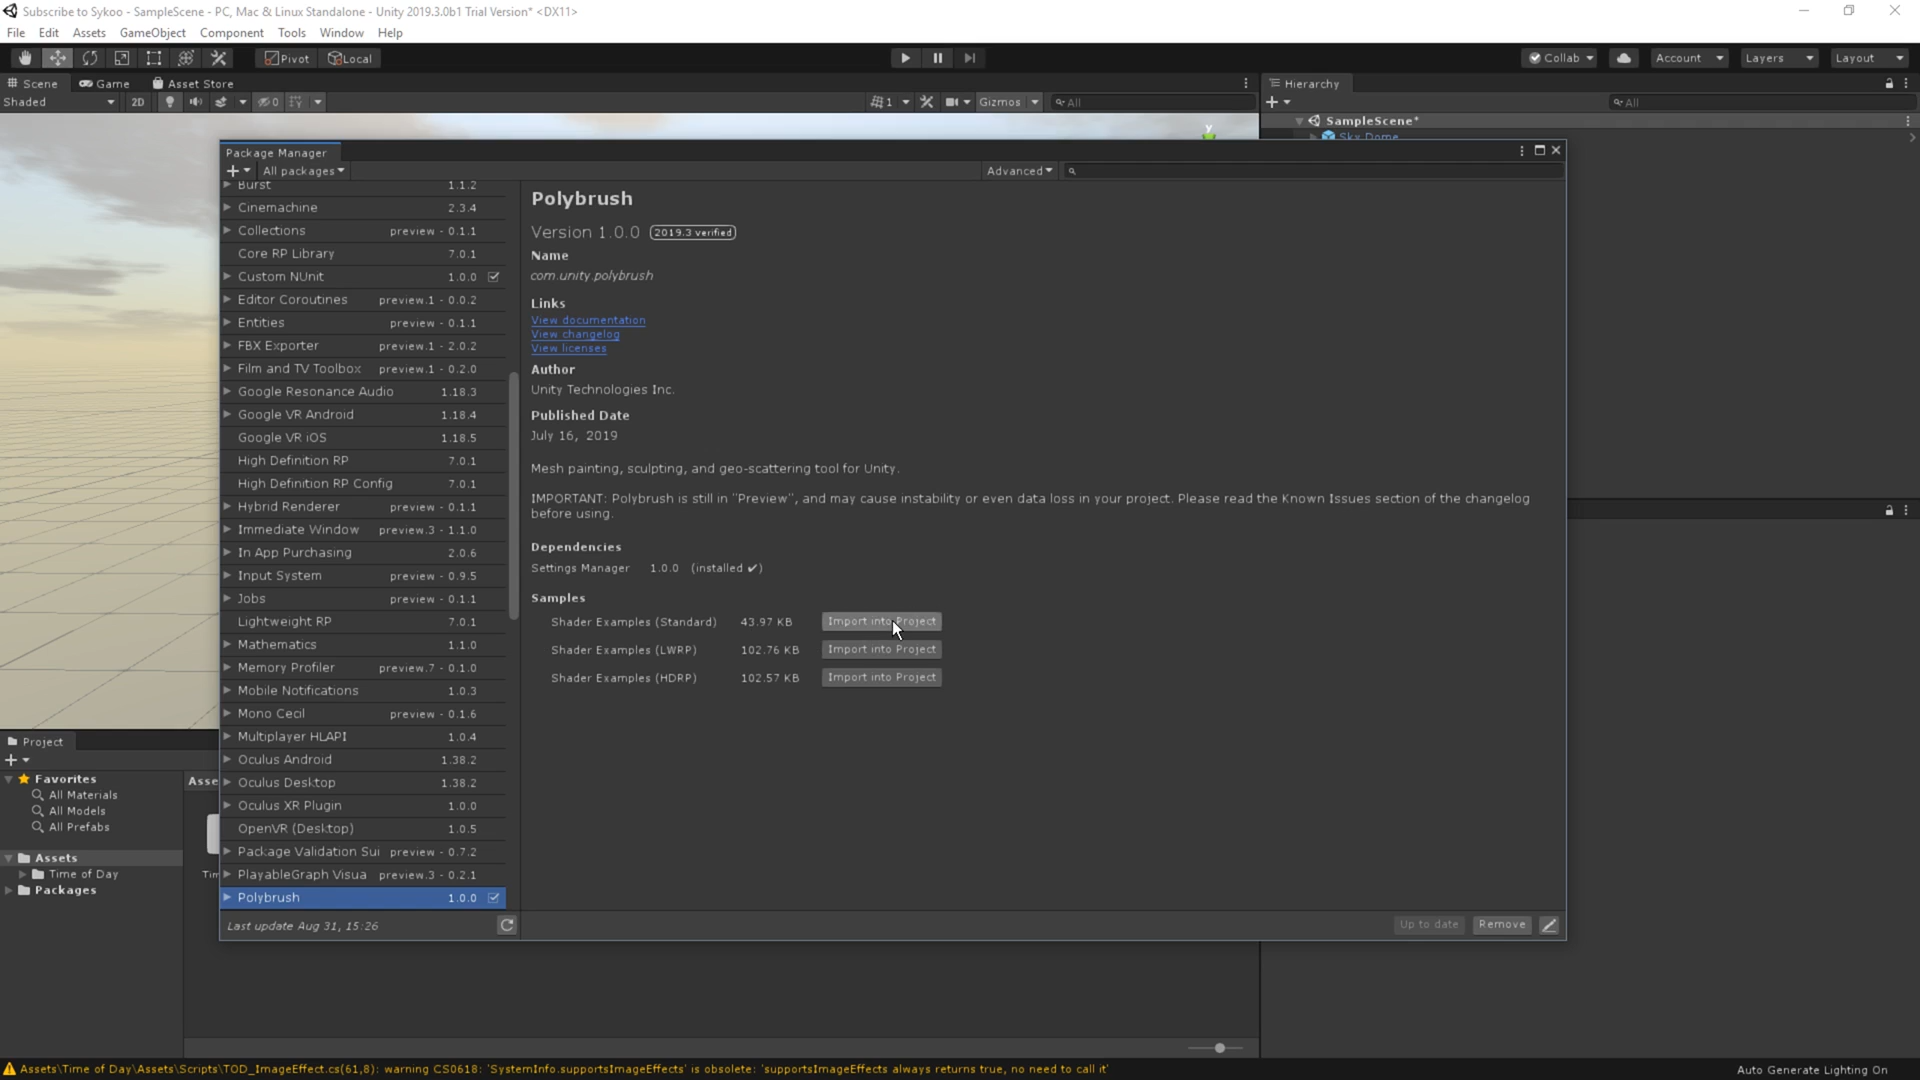 Subscribe to Sykoo - SampleScene - PC, Mac & Linux Standalone - Unity 2019.3.0b1 Trial Version* <DX11>
File Edit Assets GameObject Component Tools Window Help
Pivot Local Collab Account Layers Layout
Scene Game Asset Store Hierarchy
Shaded 2D 0 1 Gizmos All All
SampleScene*
Sky Dome
y
Package Manager
All packages Advanced
Burst 1.1.2
Cinemachine 2.3.4
Collections preview - 0.1.1
Core RP Library 7.0.1
Custom NUnit 1.0.0
Editor Coroutines preview.1 - 0.0.2
Entities preview - 0.1.1
FBX Exporter preview.1 - 2.0.2
Film and TV Toolbox preview.1 - 0.2.0
Google Resonance Audio 1.18.3
Google VR Android 1.18.4
Google VR iOS 1.18.5
High Definition RP 7.0.1
High Definition RP Config 7.0.1
Hybrid Renderer preview - 0.1.1
Immediate Window preview.3 - 1.1.0
In App Purchasing 2.0.6
Input System preview - 0.9.5
Jobs preview - 0.1.1
Lightweight RP 7.0.1
Mathematics 1.1.0
Memory Profiler preview.7 - 0.1.0
Mobile Notifications 1.0.3
Mono Cecil preview - 0.1.6
Multiplayer HLAPI 1.0.4
Oculus Android 1.38.2
Oculus Desktop 1.38.2
Oculus XR Plugin 1.0.0
OpenVR (Desktop) 1.0.5
Package Validation Sui preview - 0.7.2
PlayableGraph Visua preview.3 - 0.2.1
Polybrush 1.0.0
Last update Aug 31, 15:26
Polybrush
Version 1.0.0 2019.3 verified
Name
com.unity.polybrush
Links
View documentation
View changelog
View licenses
Author
Unity Technologies Inc.
Published Date
July 16, 2019
Mesh painting, sculpting, and geo-scattering tool for Unity.
IMPORTANT: Polybrush is still in "Preview", and may cause instability or even data loss in your project. Please read the Known Issues section of the changelog
before using.
Dependencies
Settings Manager 1.0.0 (installed ✔)
Samples
Shader Examples (Standard) 43.97 KB Import into Project
Shader Examples (LWRP) 102.76 KB Import into Project
Shader Examples (HDRP) 102.57 KB Import into Project
Up to date Remove
Project
Favorites
All Materials
All Models
All Prefabs
Assets
Time of Day
Packages
Asse
Tim
Assets\Time of Day\Assets\Scripts\TOD_ImageEffect.cs(61,8): warning CS0618: 'SystemInfo.supportsImageEffects' is obsolete: 'supportsImageEffects always returns true, no need to call it'
Auto Generate Lighting On